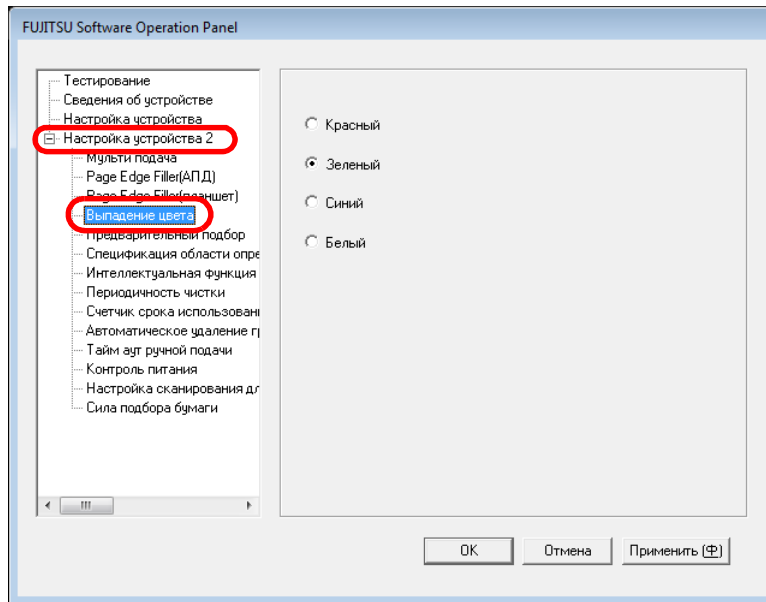 FUJITSU Software Operation Panel
Тестирование
Сведения об устройстве
Настройка устройства
Настройка устройства 2
Мульти подача
Page Edge Filler(АПД)
Page Edge Filler(планшет)
Выпадение цвета
Предварительный подбор
Спецификация области опре
Интеллектуальная функция
Периодичность чистки
Счетчик срока использован
Автоматическое удаление г
Тайм аут ручной подачи
Контроль питания
Настройка сканирования дл
Сила подбора бумаги
Красный
Зеленый
Синий
Белый
OK
Отмена
Применить (Ф)